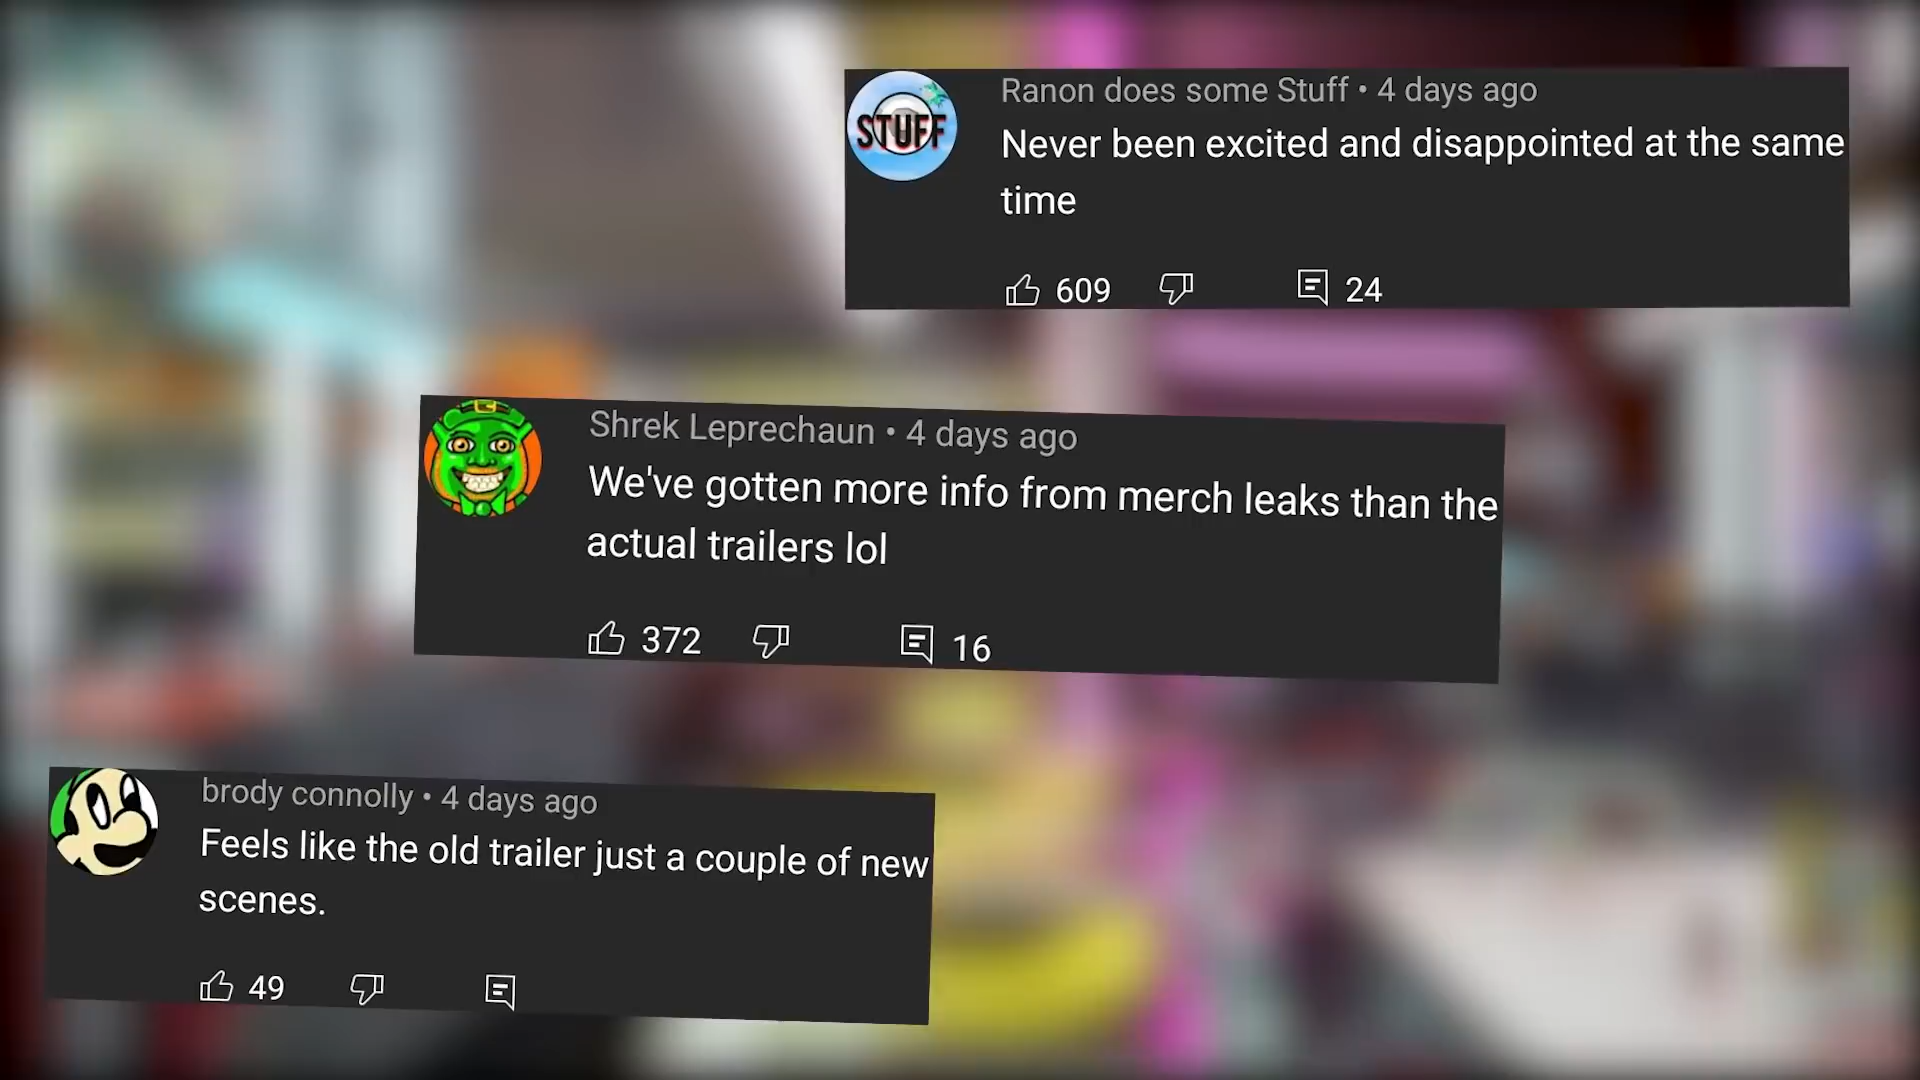 STUFF
Ranon does some Stuff • 4 days ago
Never been excited and disappointed at the same
time
609 24
Shrek Leprechaun • 4 days ago
We've gotten more info from merch leaks than the
actual trailers lol
372 16
brody connolly • 4 days ago
Feels like the old trailer just a couple of new
scenes.
49